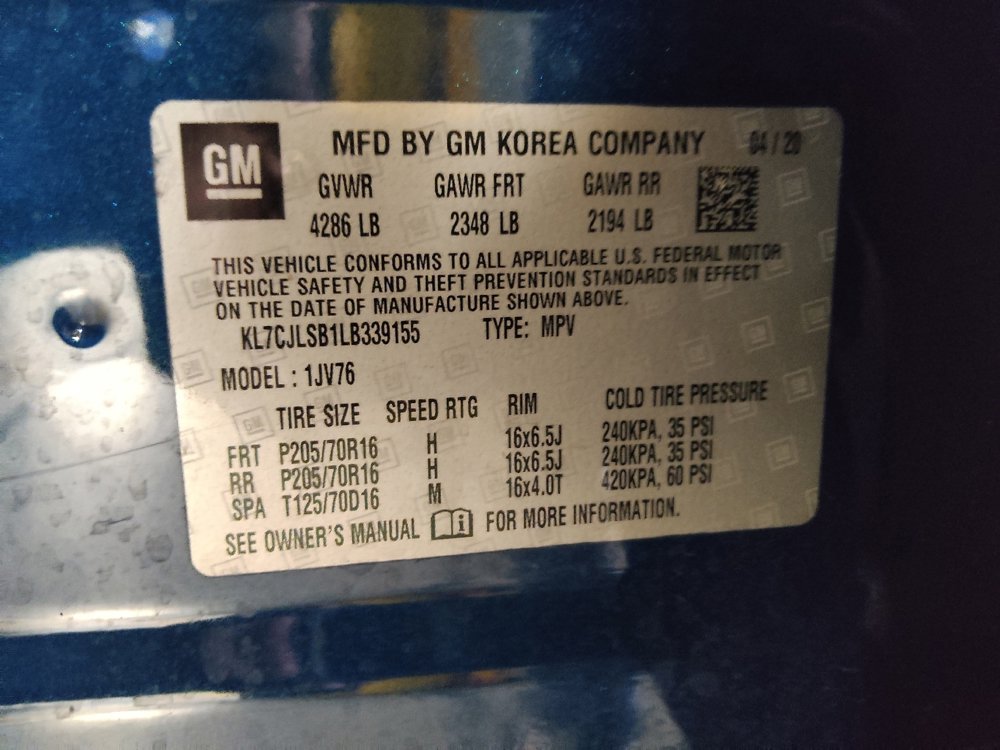 GM
MFD BY GM KOREA COMPANY 04 / 20
GVWR GAWR FRT GAWR RR
4286 LB 2348 LB 2194 LB
THIS VEHICLE CONFORMS TO ALL APPLICABLE U.S. FEDERAL MOTOR
VEHICLE SAFETY AND THEFT PREVENTION STANDARDS IN EFFECT
ON THE DATE OF MANUFACTURE SHOWN ABOVE.
KL7CJLSB1LB339155 TYPE: MPV
MODEL : 1JV76
TIRE SIZE SPEED RTG RIM COLD TIRE PRESSURE
FRT P205/70R16 H 16x6.5J 240KPA, 35 PSI
RR P205/70R16 H 16x6.5J 240KPA, 35 PSI
SPA T125/70D16 M 16x4.0T 420KPA, 60 PSI
SEE OWNER'S MANUAL FOR MORE INFORMATION.